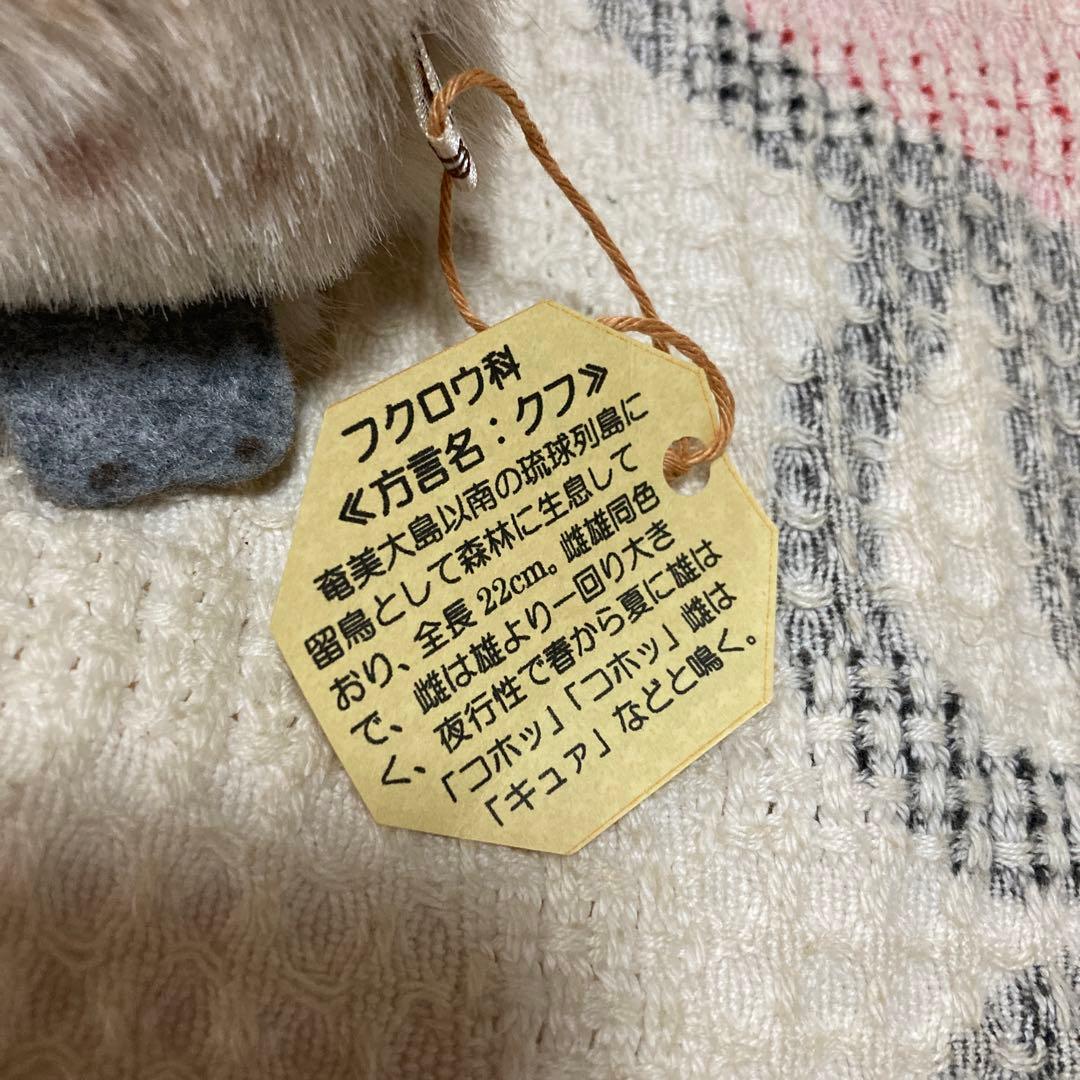 フクロウ科
≪方言名：クフ≫
奄美大島以南の琉球列島に
留鳥として森林に生息して
おり、全長22cm。雌雄同色
で、雌は雄より一回り大き
く、夜行性で春から夏に雄は
「コホッ」「コホッ」雌は
「キュァ」などと鳴く。